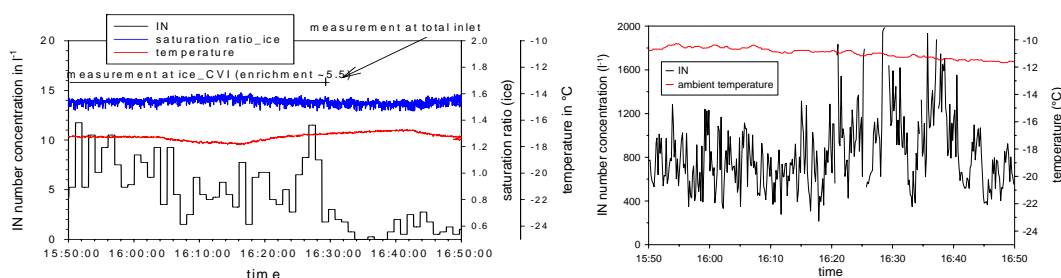 IN
saturation ratio_ice
temperature
measurement at total inlet
measurement at ice_CVI (enrichment ~5.5)
IN number concentration in l⁻¹
20
15
10
5
0
2.0
1.8
1.6
1.4
1.2
1.0
0.8
0.6
saturation ratio (ice)
-10
-12
-14
-16
-18
-20
-22
-24
temperature in °C
15:50:00 16:00:00 16:10:00 16:20:00 16:30:00 16:40:00 16:50:00
time
IN
ambient temperature
IN number concentration (l⁻¹)
2000
1600
1200
800
400
0
-10
-12
-14
-16
-18
-20
-22
-24
temperature (°C)
15:50 16:00 16:10 16:20 16:30 16:40 16:50
time